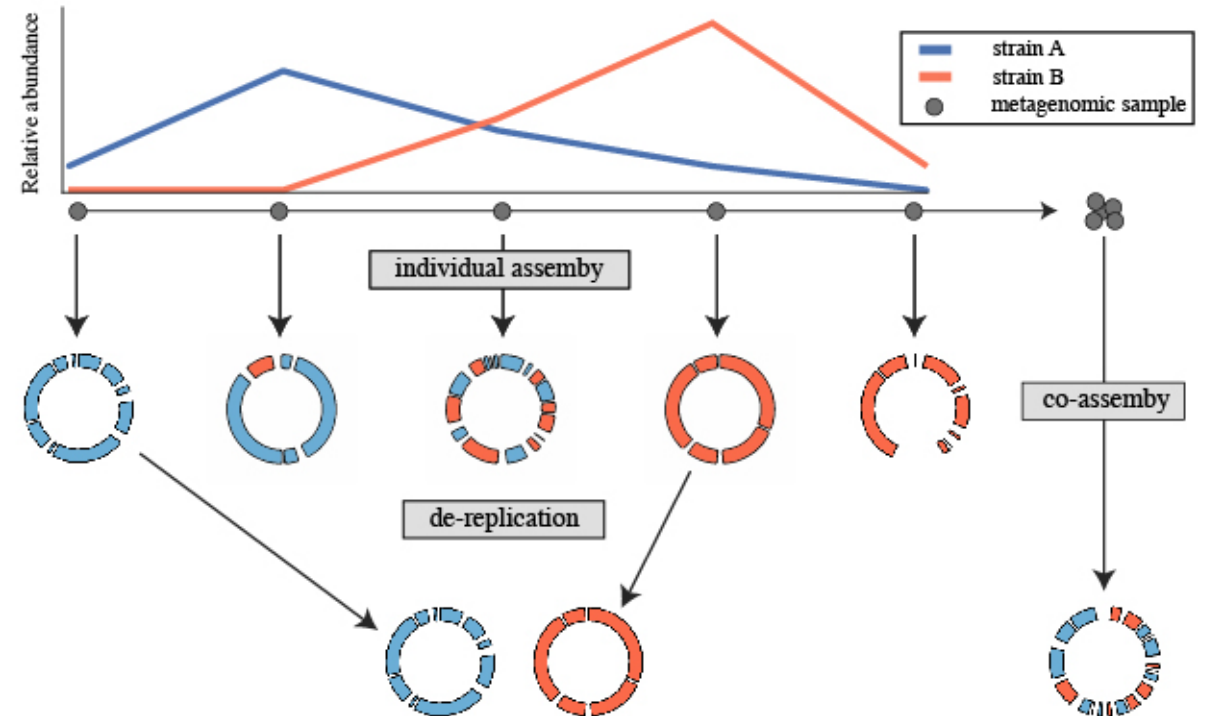 Relative abundance
strain A
strain B
metagenomic sample
individual assemby
co-assemby
de-replication